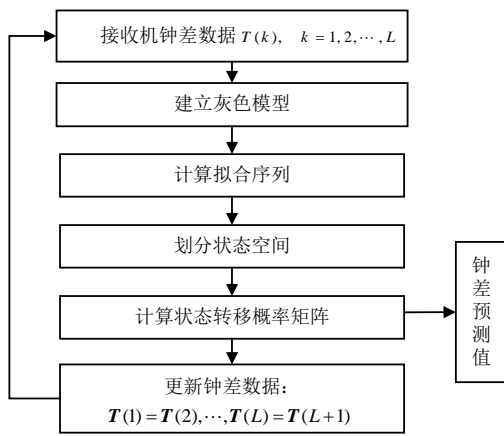 接收机钟差数据 T(k), k = 1, 2, ⋯, L
建立灰色模型
计算拟合序列
划分状态空间
计算状态转移概率矩阵
更新钟差数据：
T(1) = T(2), ⋯, T(L) = T(L+1)
钟
差
预
测
值